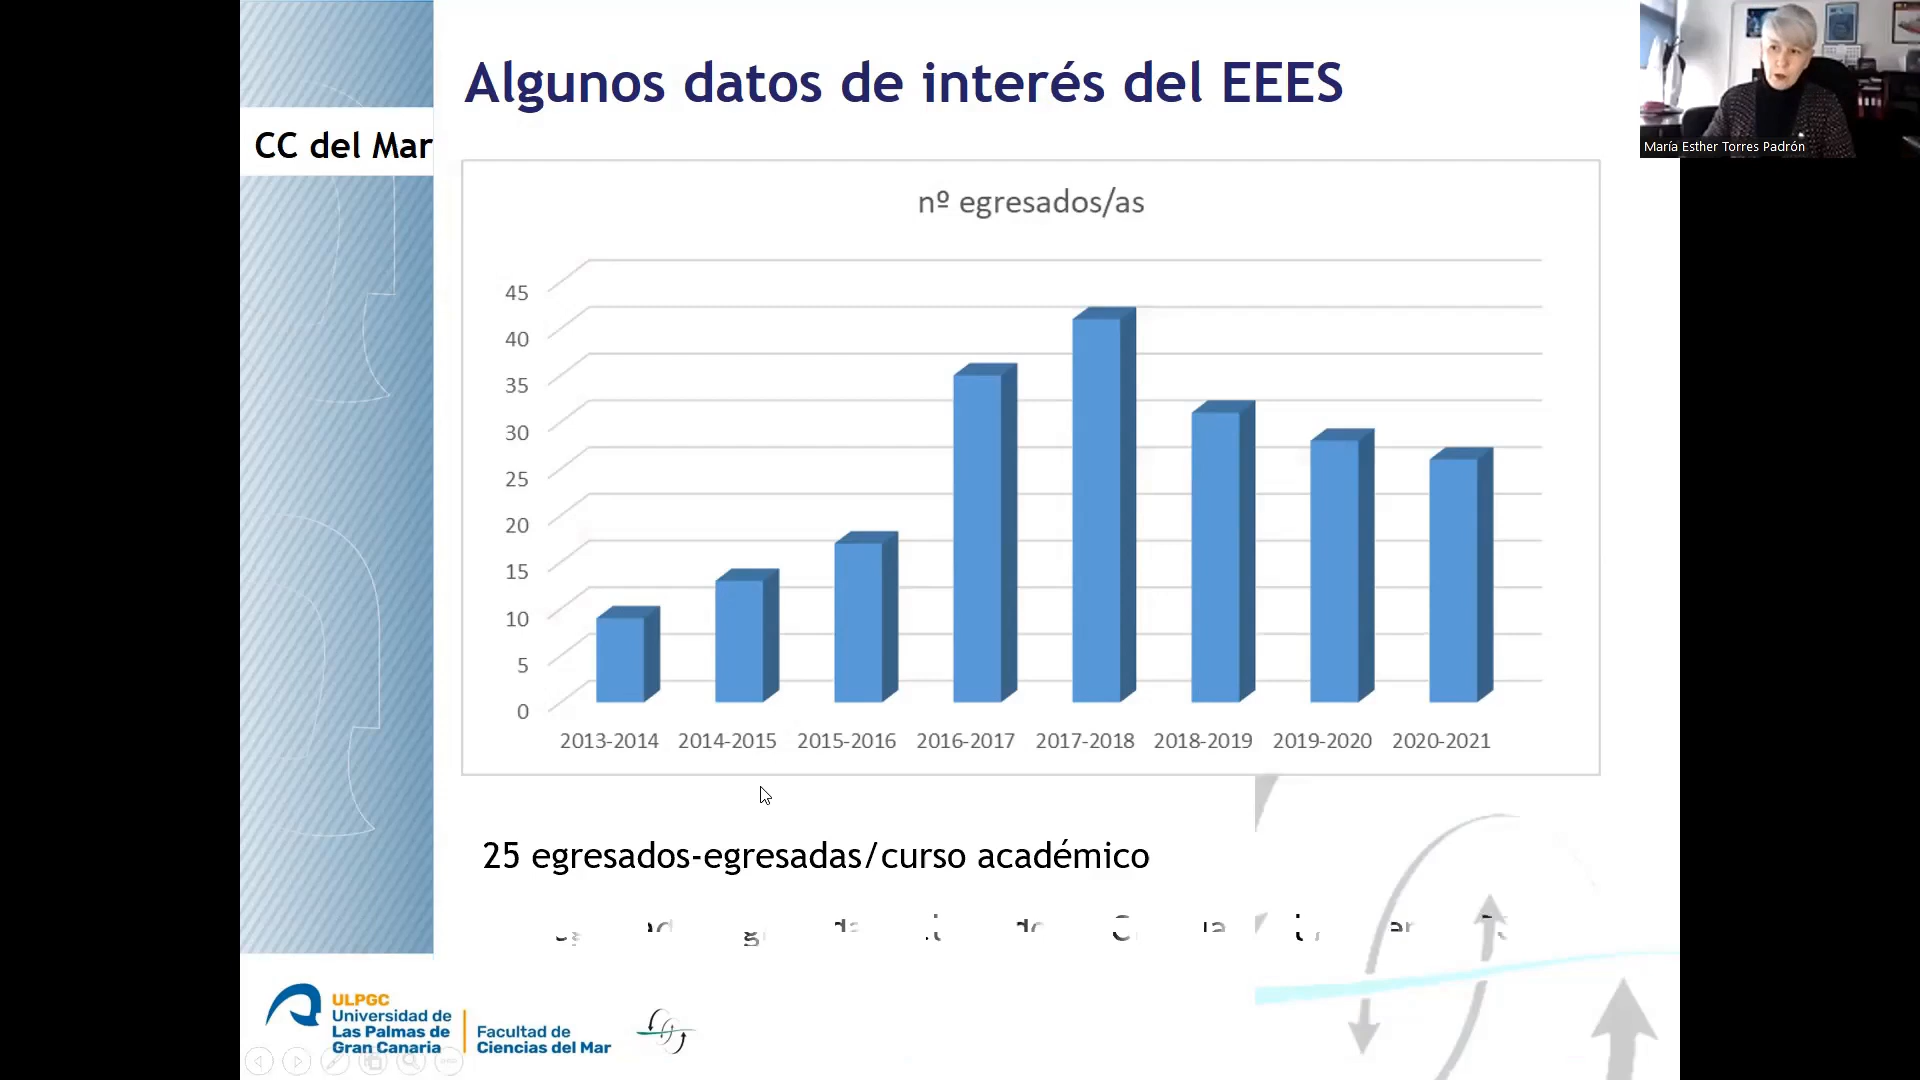 Algunos datos de interés del EEES
María Esther Torres Padrón
CC del Mar
nº egresados/as
45
40
35
30
25
20
15
10
5
0
2013-2014 2014-2015 2015-2016 2016-2017 2017-2018 2018-2019 2019-2020 2020-2021
25 egresados-egresadas/curso académico
ULPGC
Universidad de
Las Palmas de
Gran Canaria
Facultad de
Ciencias del Mar